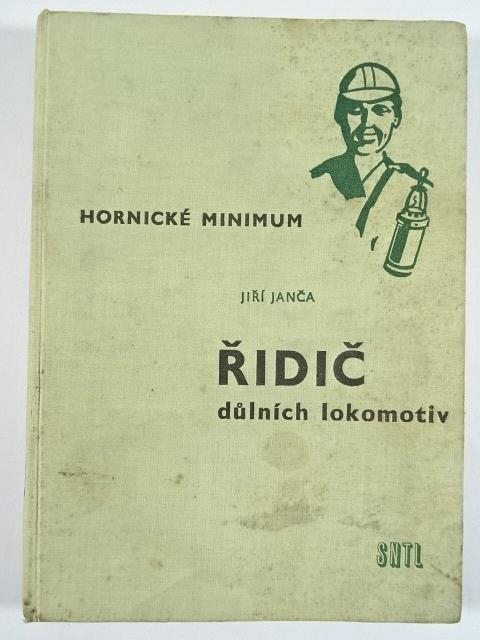 HORNICKÉ MINIMUM
JIŘÍ JANČA
ŘIDIČ
důlních lokomotiv
SNTL